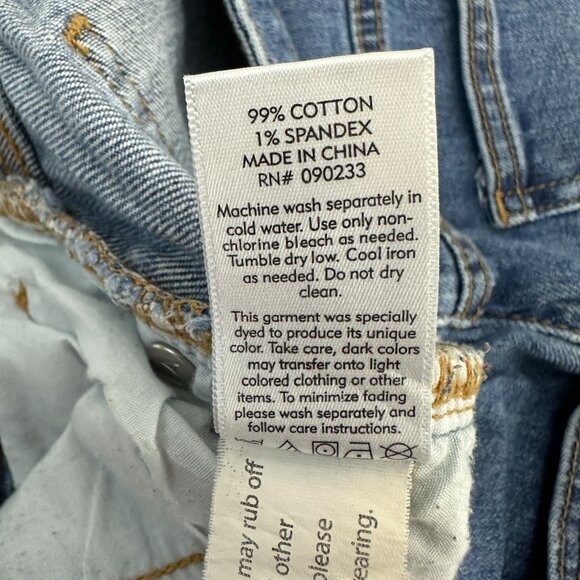 99% COTTON
1% SPANDEX
MADE IN CHINA
RN# 090233
Machine wash separately in
cold water. Use only non-
chlorine bleach as needed.
Tumble dry low. Cool iron
as needed. Do not dry
clean.
This garment was specially
dyed to produce its unique
color. Take care, dark colors
may transfer onto light
colored clothing or other
items. To minimize fading
please wash separately and
follow care instructions.
may rub off
other
please
earing.